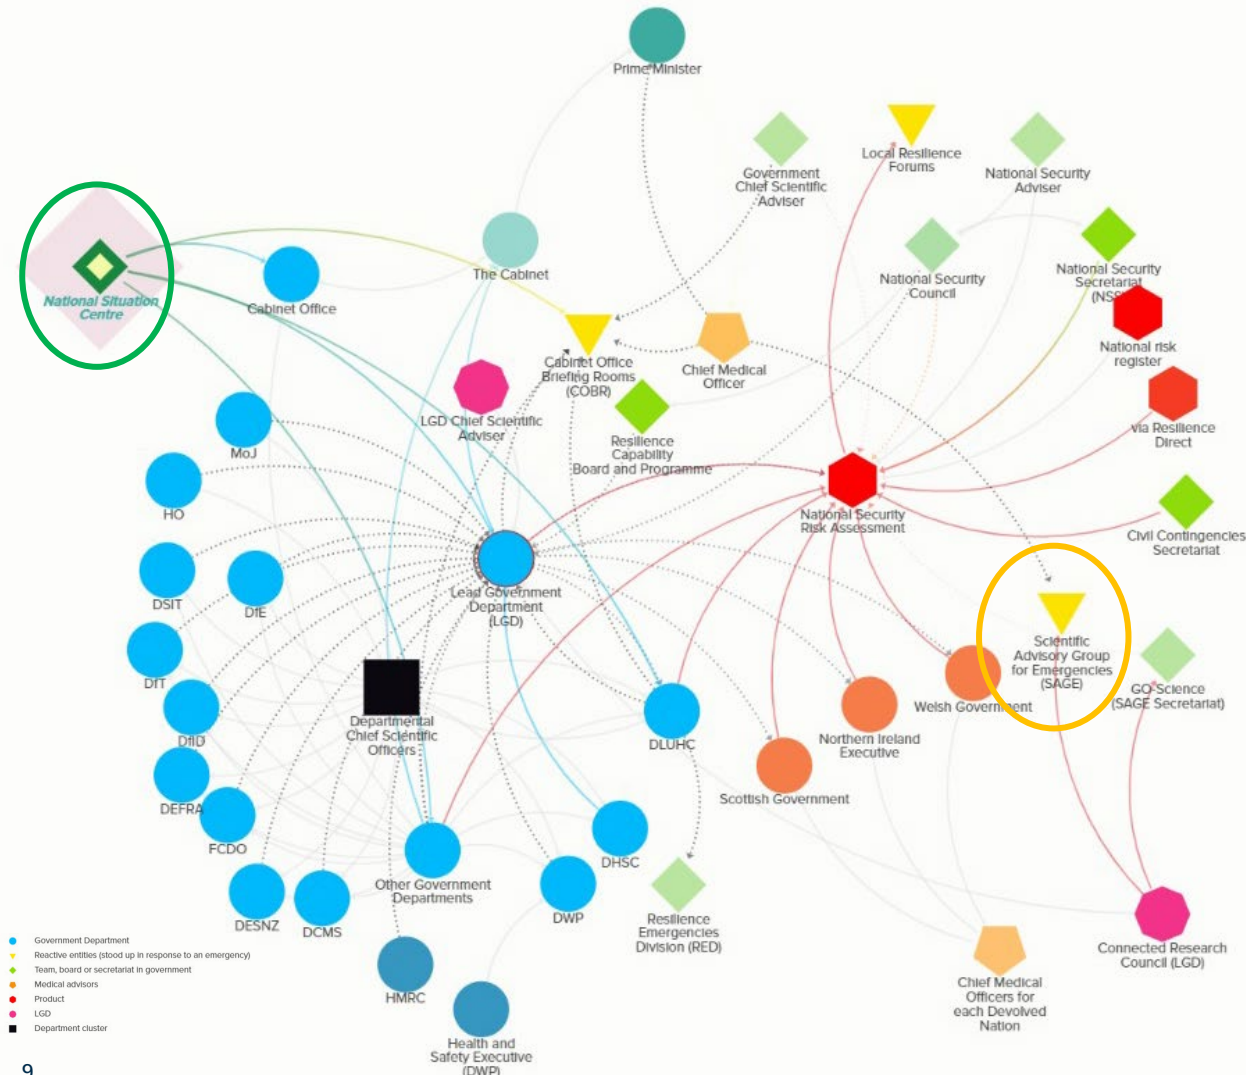 Prime Minister
Government
Chief Scientific
Adviser
Local Resilience
Forums
National Security
Adviser
National Situation
Centre
Cabinet Office
The Cabinet
National Security
Council
National Security
Secretariat
(NSS
National risk
register
Cabinet Office
Briefing Rooms
(COBR)
Chief Medical
Officer
LGD Chief Scientific
Adviser
via Resilience
Direct
MoJ
Resilience
Capability
Board and Programme
HO
National Security
Risk Assessment
Civil Contingencies
Secretariat
DSIT
DfE
Lead Government
Department
(LGD)
Scientific
Advisory Group
for Emergencies
(SAGE)
DfT
GO-Science
(SAGE Secretariat)
Welsh Government
DfID
Departmental
Chief Scientific
Officers
DLUHC
Northern Ireland
Executive
Scottish Government
DEFRA
FCDO
DHSC
Other Government
Departments
DESNZ
DCMS
DWP
Resilience
Emergencies
Division (RED)
Connected Research
Council (LGD)
HMRC
Chief Medical
Officers for
each Devolved
Nation
Health and
Safety Executive
(DWP)
Government Department
Reactive entities (stood up in response to an emergency)
Team, board or secretariat in government
Medical advisors
Product
LGD
Department cluster
9